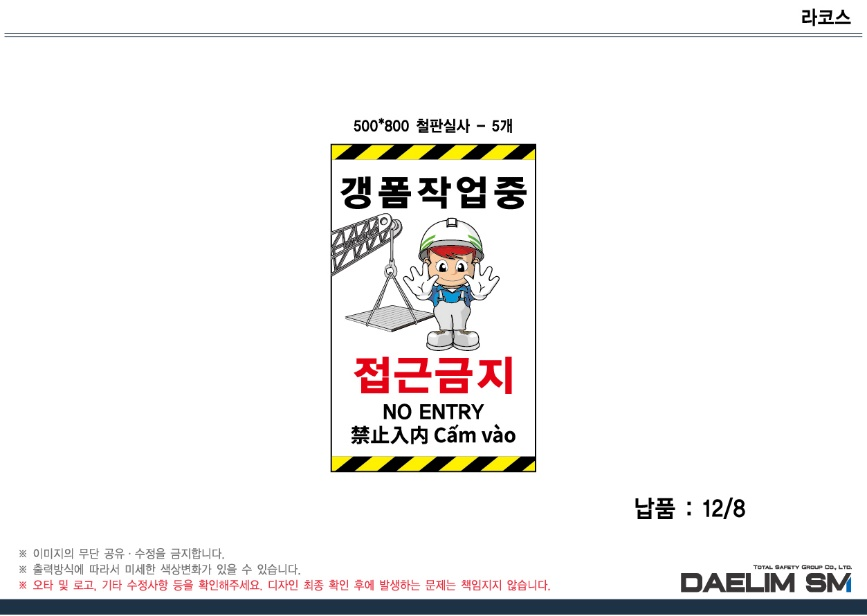 라코스
500*800 철판실사 - 5개
갱폼작업중
접근금지
NO ENTRY
禁止入内 Cấm vào
납품 : 12/8
※ 이미지의 무단 공유·수정을 금지합니다.
※ 출력방식에 따라서 미세한 색상변화가 있을 수 있습니다.
※ 오타 및 로고, 기타 수정사항 등을 확인해주세요. 디자인 최종 확인 후에 발생하는 문제는 책임지지 않습니다.
TOTAL SAFETY GROUP CO., LTD.
DAELIM SM